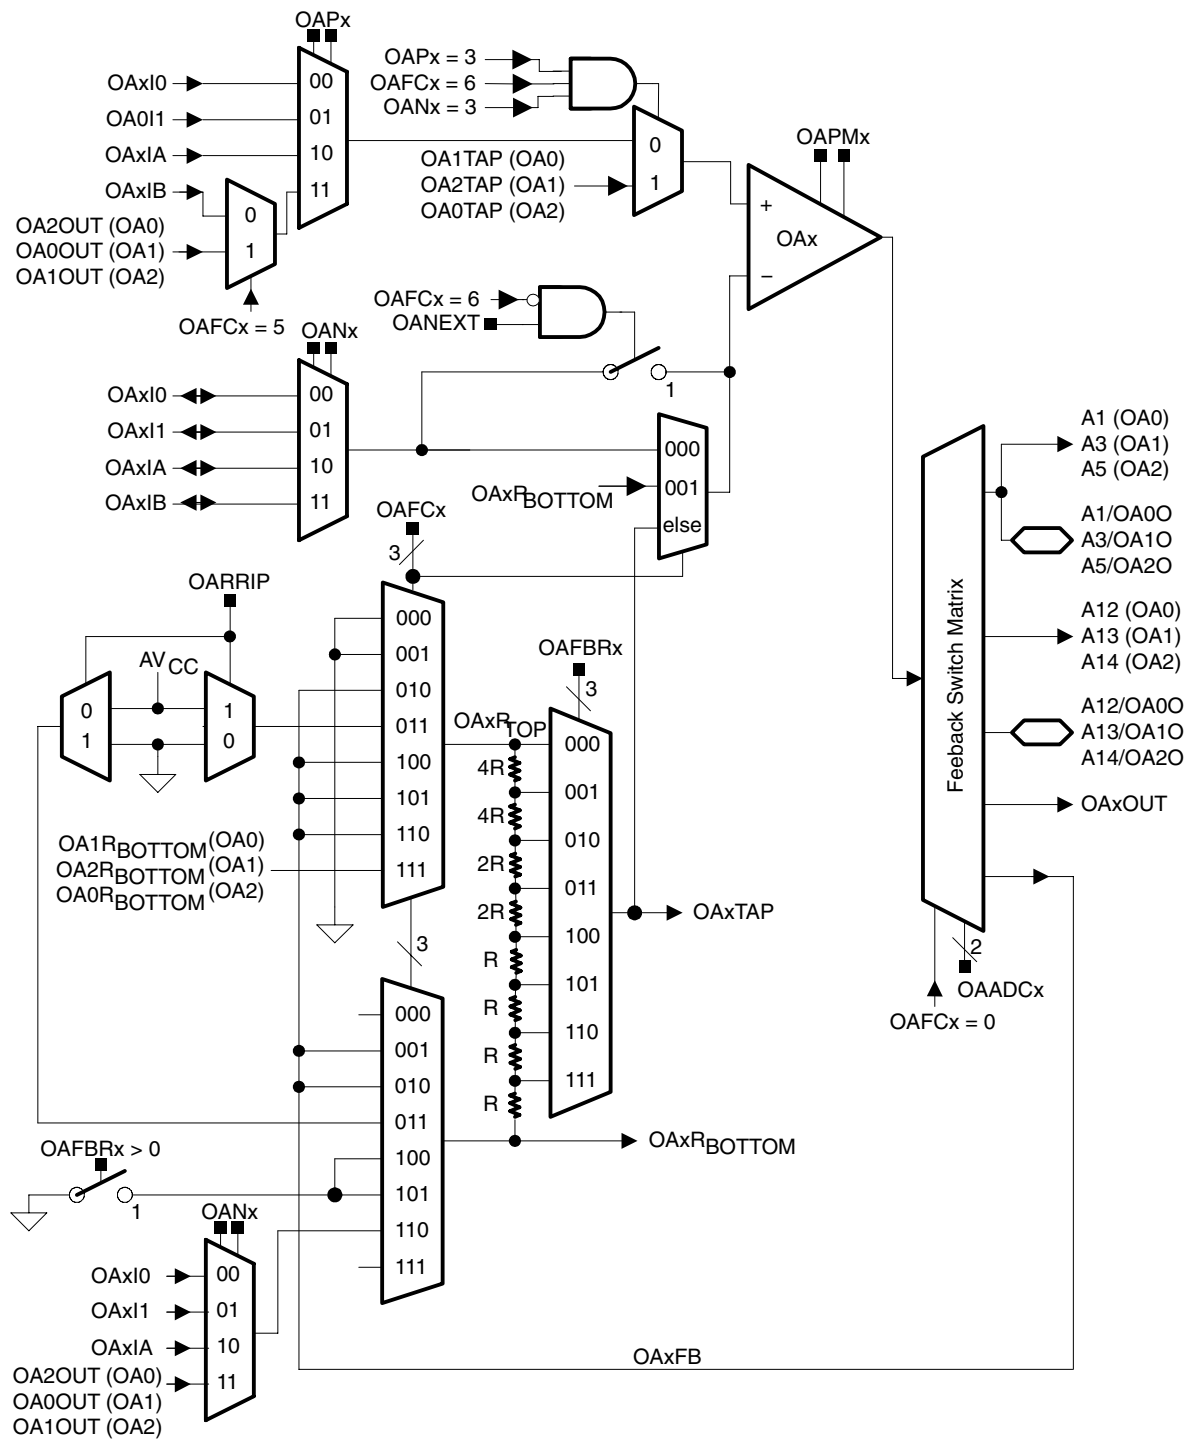 OAPx
OAxI0
OA0I1
OAxIA
OAxIB
00
01
10
11
OA2OUT (OA0)
OA0OUT (OA1)
OA1OUT (OA2)
0
1
OAFCx = 5
OAPx = 3
OAFCx = 6
OANx = 3
OA1TAP (OA0)
OA2TAP (OA1)
OA0TAP (OA2)
0
1
OAPMx
+
OAx
−
OAFCx = 6
OANEXT
1
OANx
OAxI0
OAxI1
OAxIA
OAxIB
00
01
10
11
OAxRBOTTOM
000
001
else
OAFCx
3
OARRIP
AVCC
0
1
1
0
000
001
010
011
100
101
110
111
OA1RBOTTOM (OA0)
OA2RBOTTOM (OA1)
OA0RBOTTOM (OA2)
3
OAxRTOP
4R
4R
2R
2R
R
R
R
R
OAFBRx
3
000
001
010
011
100
101
110
111
OAxTAP
OAxRBOTTOM
000
001
010
011
100
101
110
111
OAFBRx > 0
1
OANx
OAxI0
OAxI1
OAxIA
OA2OUT (OA0)
OA0OUT (OA1)
OA1OUT (OA2)
00
01
10
11
OAxFB
Feeback Switch Matrix
A1 (OA0)
A3 (OA1)
A5 (OA2)
A1/OA0O
A3/OA1O
A5/OA2O
A12 (OA0)
A13 (OA1)
A14 (OA2)
A12/OA0O
A13/OA1O
A14/OA2O
OAxOUT
2
OAADCx
OAFCx = 0